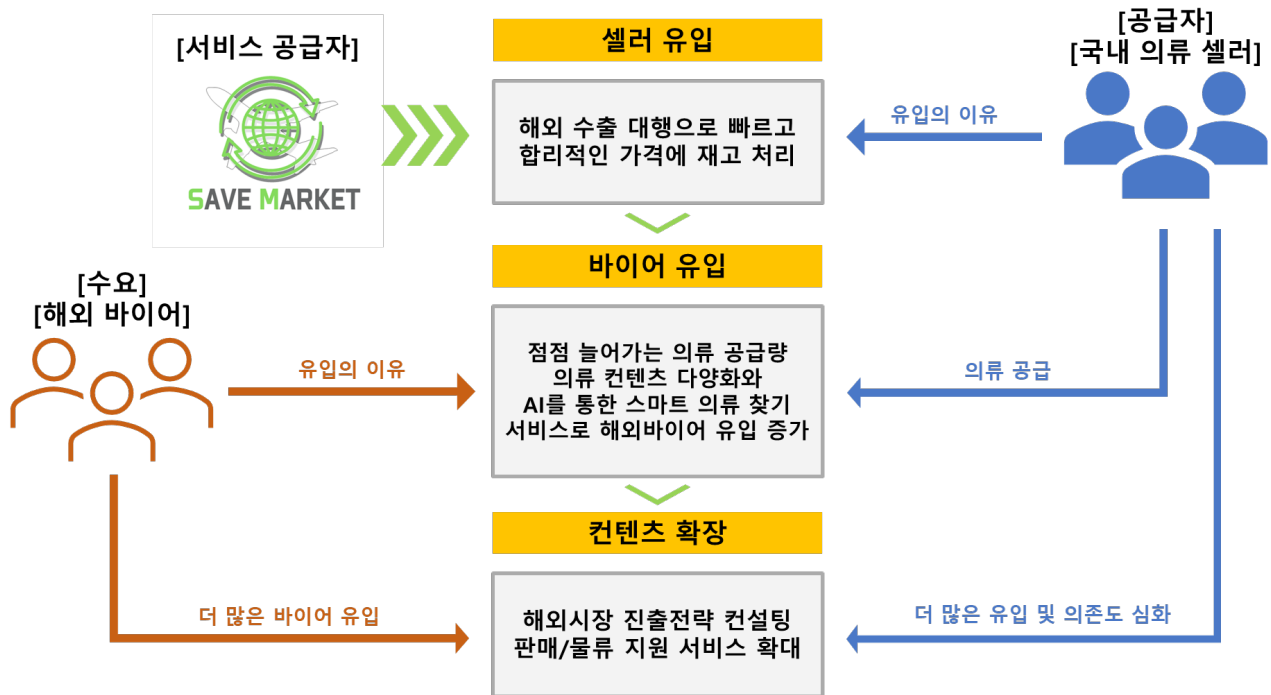 [서비스 공급자]
SAVE MARKET
셀러 유입
해외 수출 대행으로 빠르고
합리적인 가격에 재고 처리
[공급자]
[국내 의류 셀러]
유입의 이유
바이어 유입
[수요]
[해외 바이어]
유입의 이유
점점 늘어가는 의류 공급량
의류 컨텐츠 다양화와
AI를 통한 스마트 의류 찾기
서비스로 해외바이어 유입 증가
의류 공급
컨텐츠 확장
더 많은 바이어 유입
해외시장 진출전략 컨설팅
판매/물류 지원 서비스 확대
더 많은 유입 및 의존도 심화